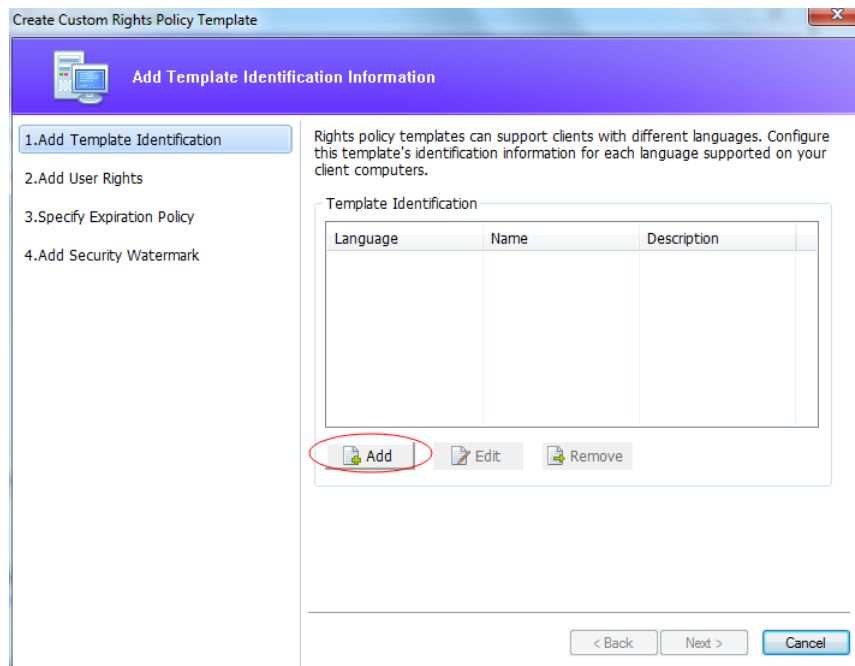 Create Custom Rights Policy Template
Add Template Identification Information
1.Add Template Identification
2.Add User Rights
3.Specify Expiration Policy
4.Add Security Watermark
Rights policy templates can support clients with different languages. Configure
this template's identification information for each language supported on your
client computers.
Template Identification
Language Name Description
Add Edit Remove
< Back Next > Cancel